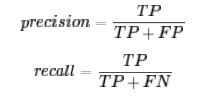 precision = TP / TP + FP
recall = TP / TP + FN